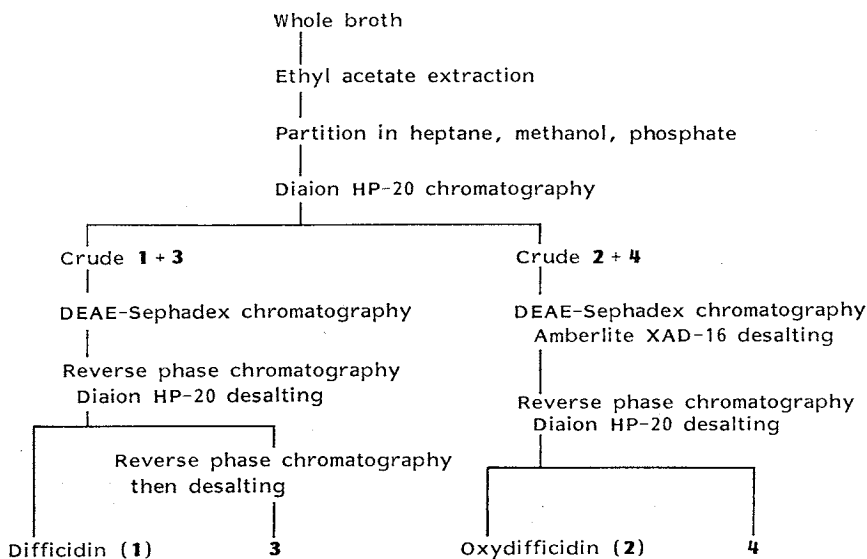 Whole broth
Ethyl acetate extraction
Partition in heptane, methanol, phosphate
Diaion HP-20 chromatography
Crude 1 + 3
Crude 2 + 4
DEAE-Sephadex chromatography
DEAE-Sephadex chromatography
Amberlite XAD-16 desalting
Reverse phase chromatography
Diaion HP-20 desalting
Reverse phase chromatography
Diaion HP-20 desalting
Reverse phase chromatography
then desalting
Difficidin (1)
3
Oxydifficidin (2)
4